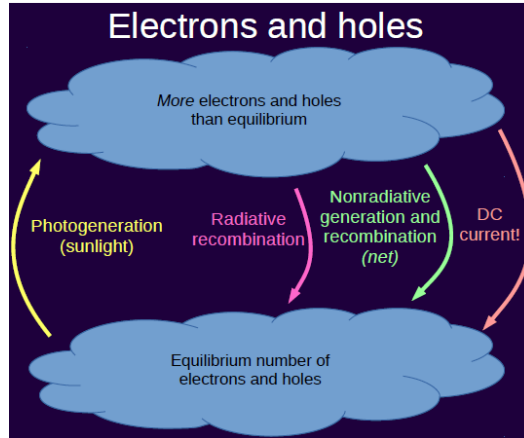 Electrons and holes
More electrons and holes
than equilibrium
Photogeneration
(sunlight)
Radiative
recombination
Nonradiative
generation and
recombination
(net)
DC
current!
Equilibrium number of
electrons and holes